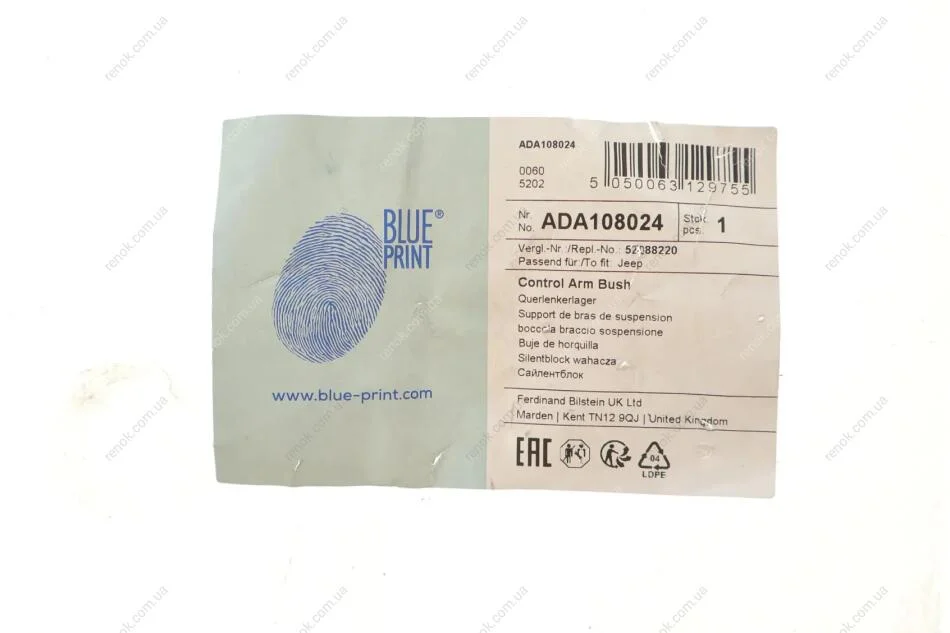 BLUE®
PRINT
www.blue-print.com
ADA108024
0060
5202
5 050063 129755
Nr.
No. ADA108024
Stck.
pcs. 1
Vergl.-Nr. /Repl.-No.: 52088220
Passend für /To fit: Jeep
Control Arm Bush
Querlenkerlager
Support de bras de suspension
boccola braccio sospensione
Buje de horquilla
Silentblock wahacza
Сайлентблок
Ferdinand Bilstein UK Ltd
Marden | Kent TN12 9QJ | United Kingdom
EAC
04
LDPE
renok.com.ua